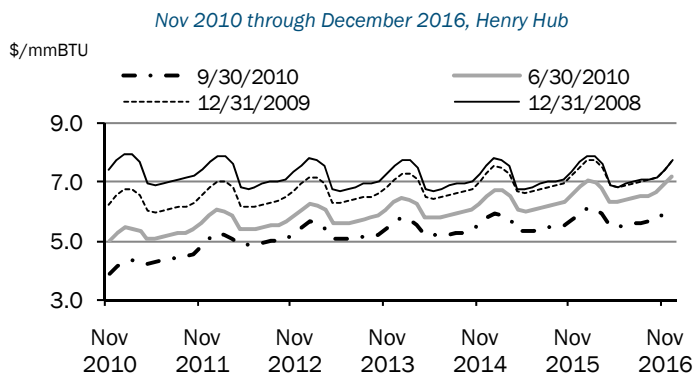 Nov 2010 through December 2016, Henry Hub
$/mmBTU
9/30/2010 6/30/2010
12/31/2009 12/31/2008
9.0
7.0
5.0
3.0
Nov Nov Nov Nov Nov Nov Nov
2010 2011 2012 2013 2014 2015 2016